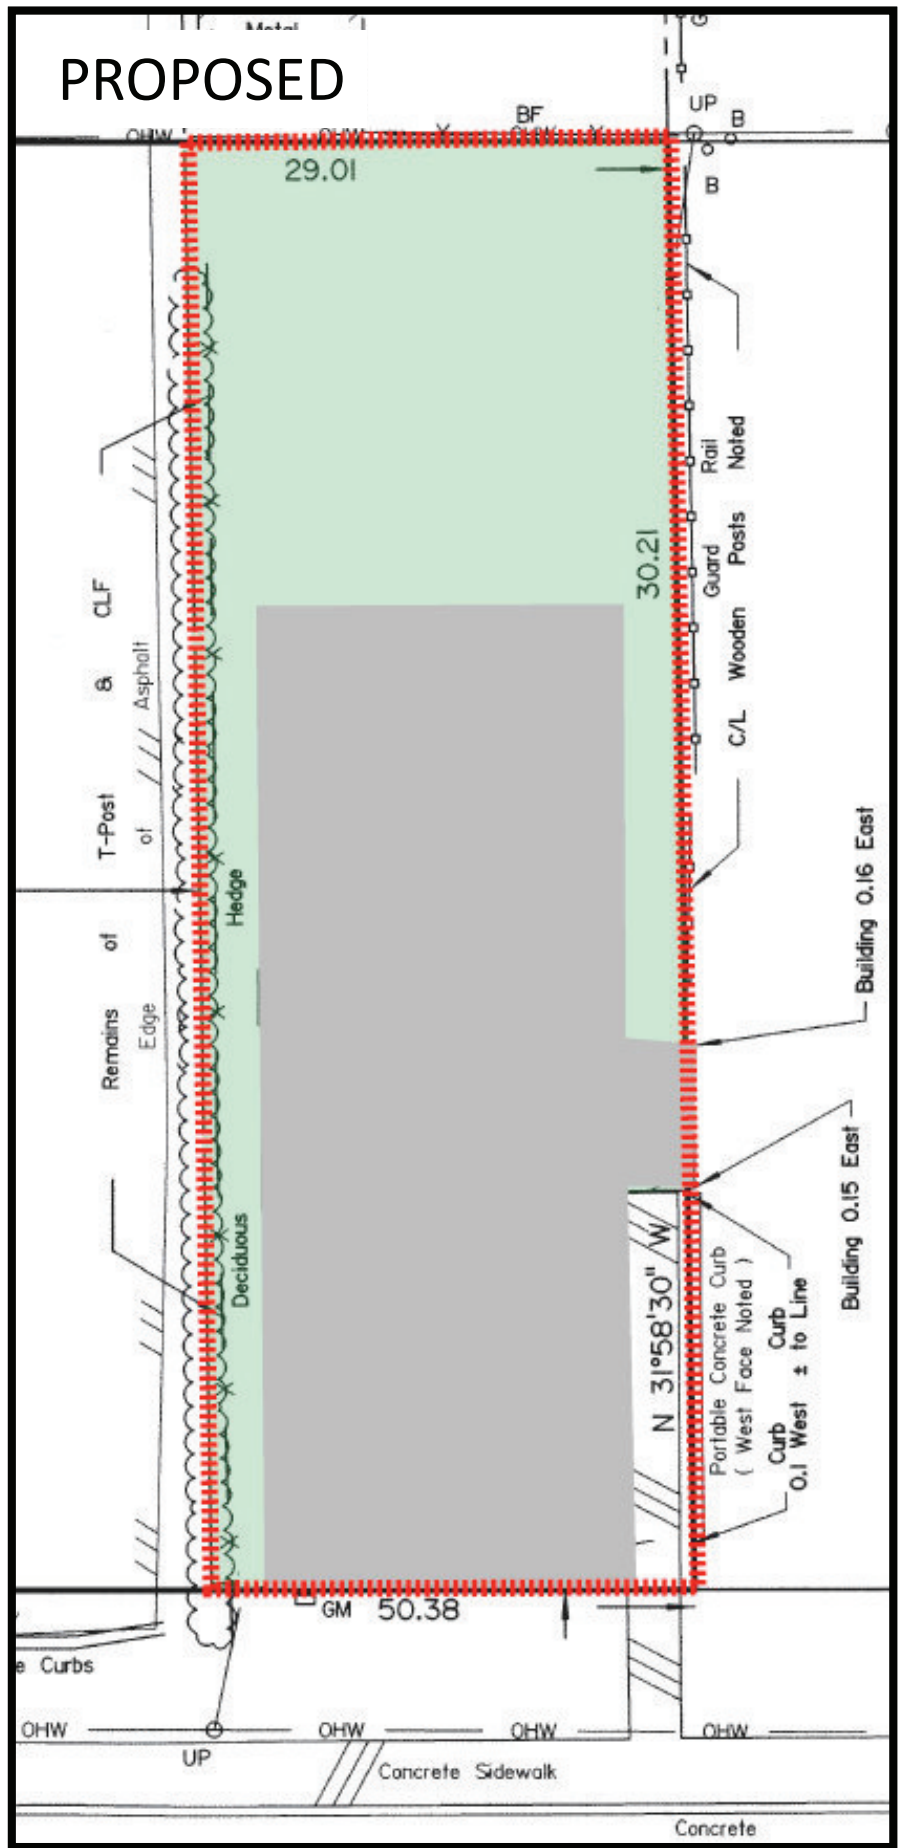 Metal
PROPOSED
BF
UP
B
G
OHW
OHW
OHW
29.01
B
30.21
Guard Rail
C/L Wooden Posts Noted
Remains of T-Post & CLF
Edge of Asphalt
Deciduous Hedge
Building 0.16 East
Building 0.15 East
N 31°58'30" W
Portable Concrete Curb
( West Face Noted )
Curb Curb
0.1 West ± to Line
GM
50.38
e Curbs
OHW
OHW
OHW
OHW
UP
Concrete Sidewalk
Concrete